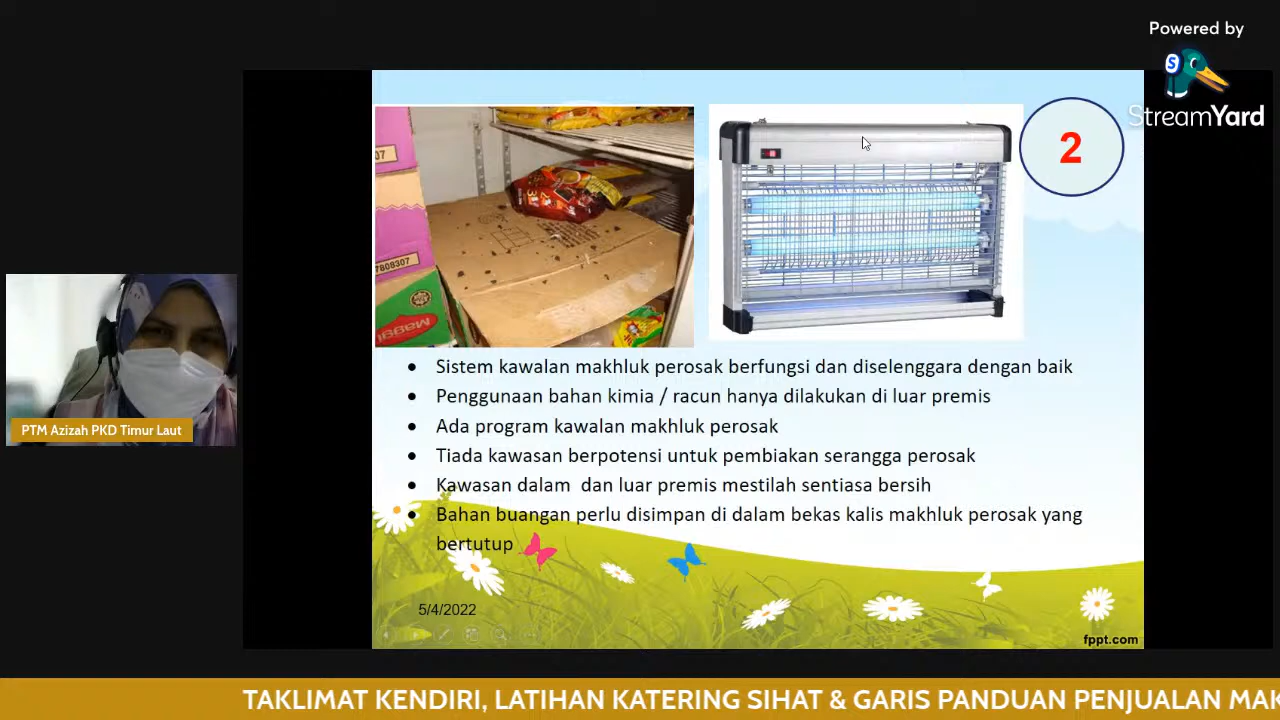 Powered by
S
StreamYard
2
07
7808307
Maggi
Sistem kawalan makhluk perosak berfungsi dan diselenggara dengan baik
Penggunaan bahan kimia / racun hanya dilakukan di luar premis
Ada program kawalan makhluk perosak
Tiada kawasan berpotensi untuk pembiakan serangga perosak
Kawasan dalam dan luar premis mestilah sentiasa bersih
Bahan buangan perlu disimpan di dalam bekas kalis makhluk perosak yang
bertutup
PTM Azizah PKD Timur Laut
5/4/2022
fppt.com
TAKLIMAT KENDIRI, LATIHAN KATERING SIHAT & GARIS PANDUAN PENJUALAN MAK